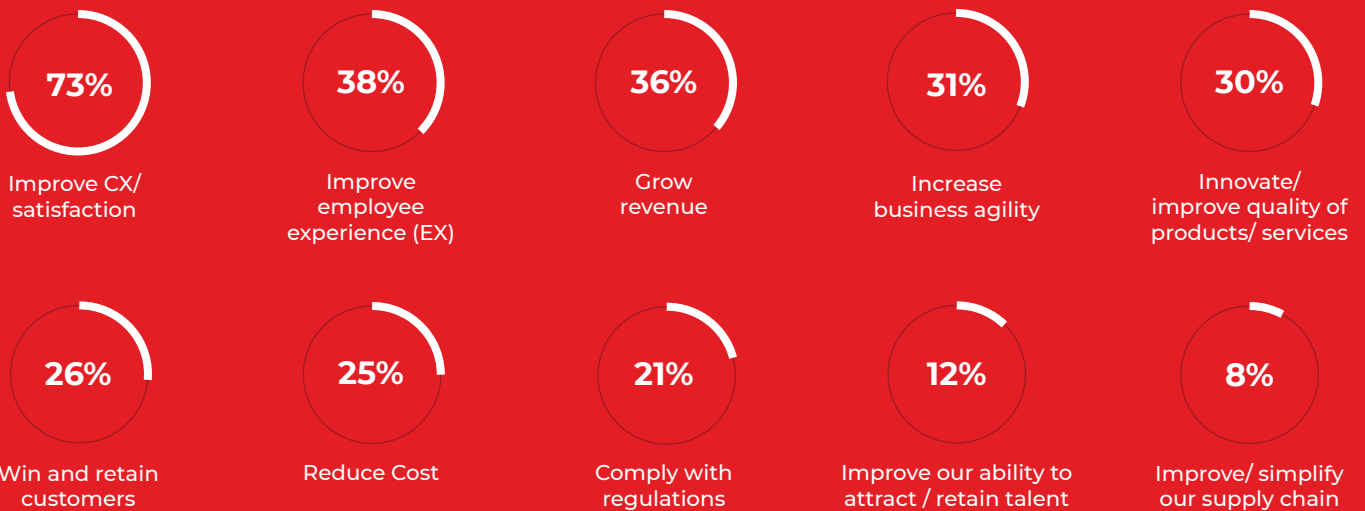 73%
38%
36%
31%
30%
Improve CX/
satisfaction
Improve
employee
experience (EX)
Grow
revenue
Increase
business agility
Innovate/
improve quality of
products/ services
26%
25%
21%
12%
8%
Win and retain
customers
Reduce Cost
Comply with
regulations
Improve our ability to
attract / retain talent
Improve/ simplify
our supply chain